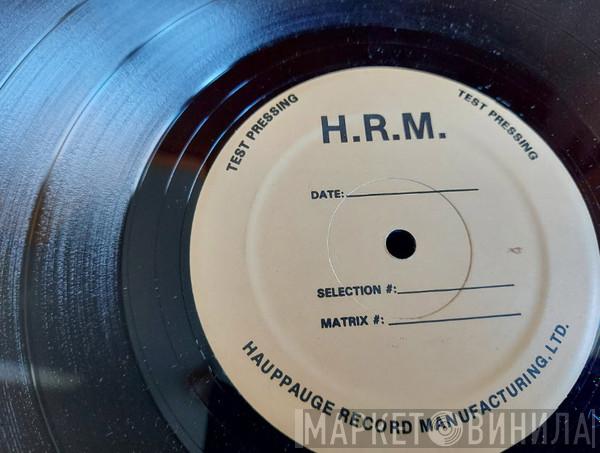 TEST PRESSING
TEST PRESSING
H.R.M.
DATE:
SELECTION #:
MATRIX #:
HAUPPAUGE RECORD MANUFACTURING, LTD.
МАРКЕТ ВИНИЛА